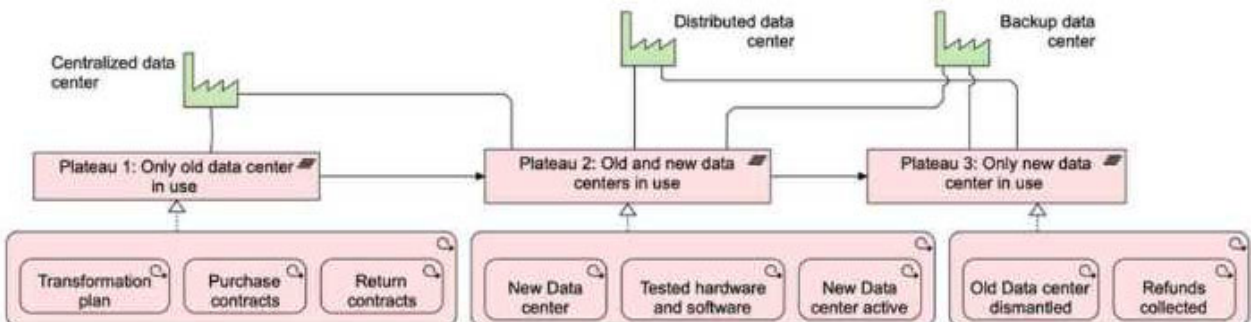 Centralized data
center
Distributed data
center
Backup data
center
Plateau 1: Only old data center
in use
Plateau 2: Old and new data
centers in use
Plateau 3: Only new data
center in use
Transformation
plan
Purchase
contracts
Return
contracts
New Data
center
Tested hardware
and software
New Data
center active
Old Data center
dismantled
Refunds
collected